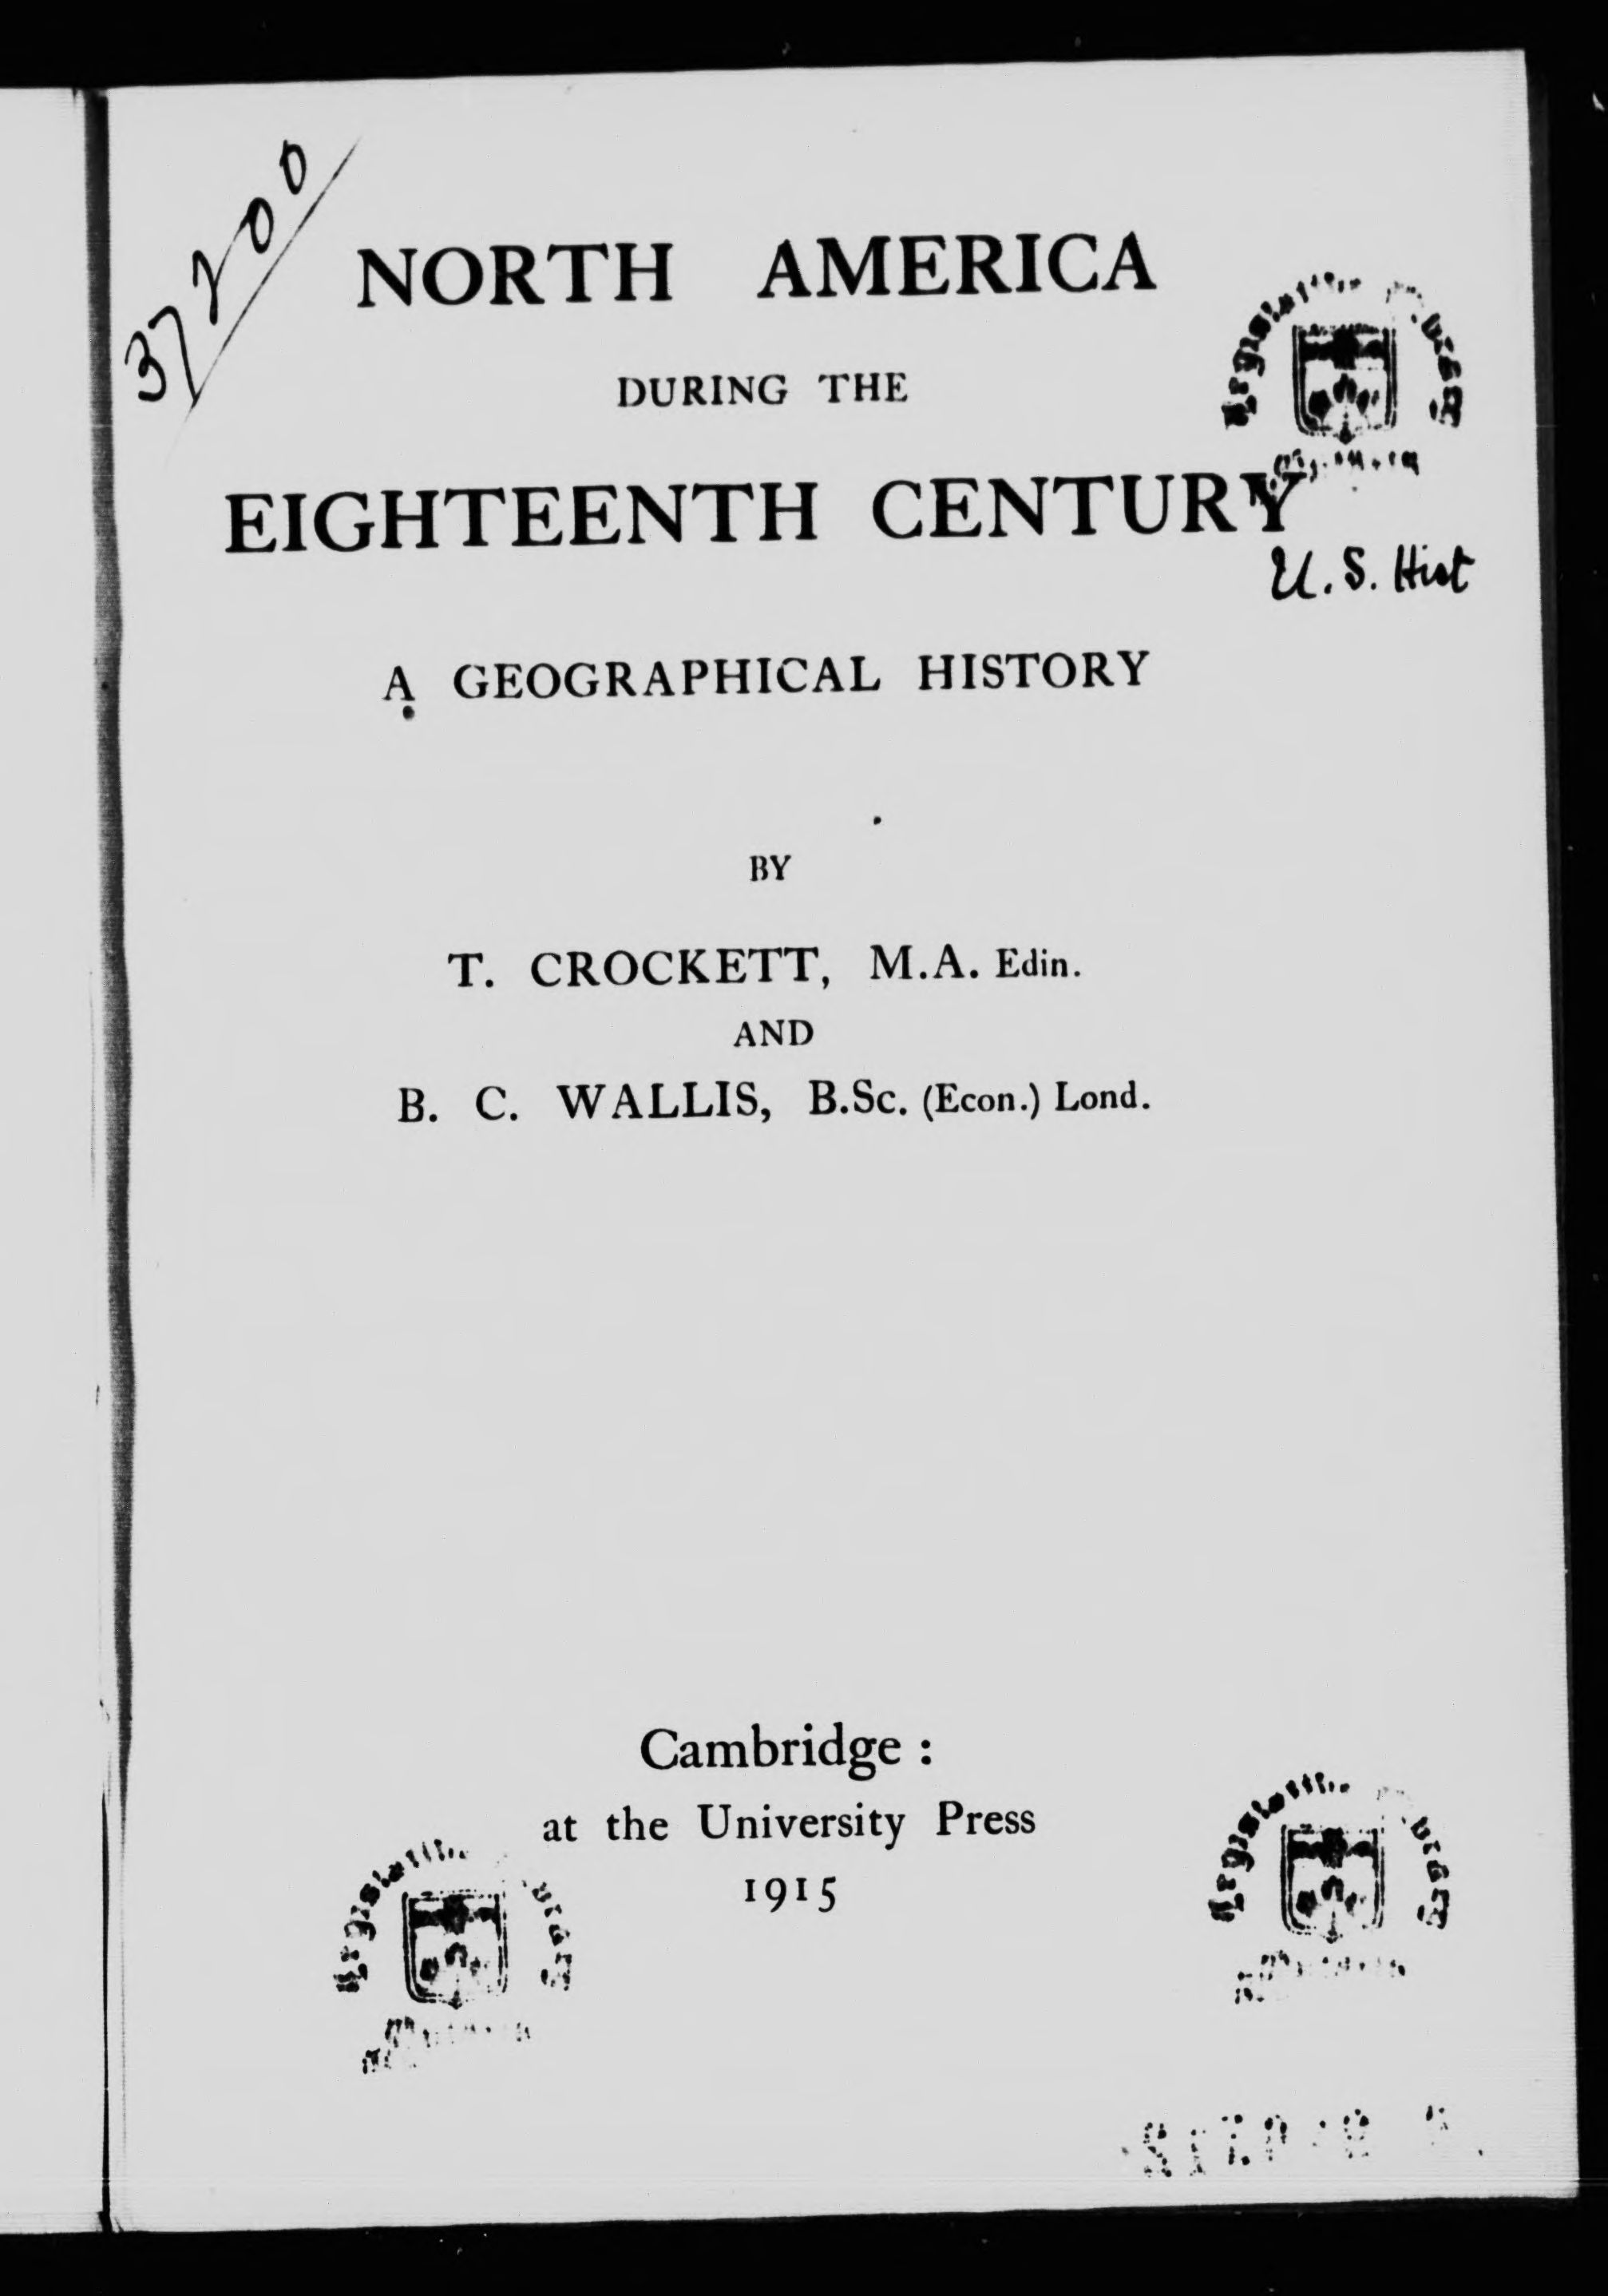 NORTH AMERICA
DURING THE
EIGHTEENTH CENTURY
U.S. Hist
A GEOGRAPHICAL HISTORY
BY
T. CROCKETT, M.A. Edin.
AND
B. C. WALLIS, B.Sc. (Econ.) Lond.
Cambridge :
at the University Press
1915